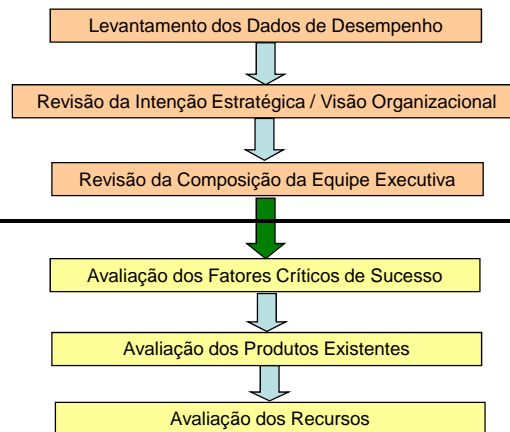 Levantamento dos Dados de Desempenho
Revisão da Intenção Estratégica / Visão Organizacional
Revisão da Composição da Equipe Executiva
Avaliação dos Fatores Críticos de Sucesso
Avaliação dos Produtos Existentes
Avaliação dos Recursos